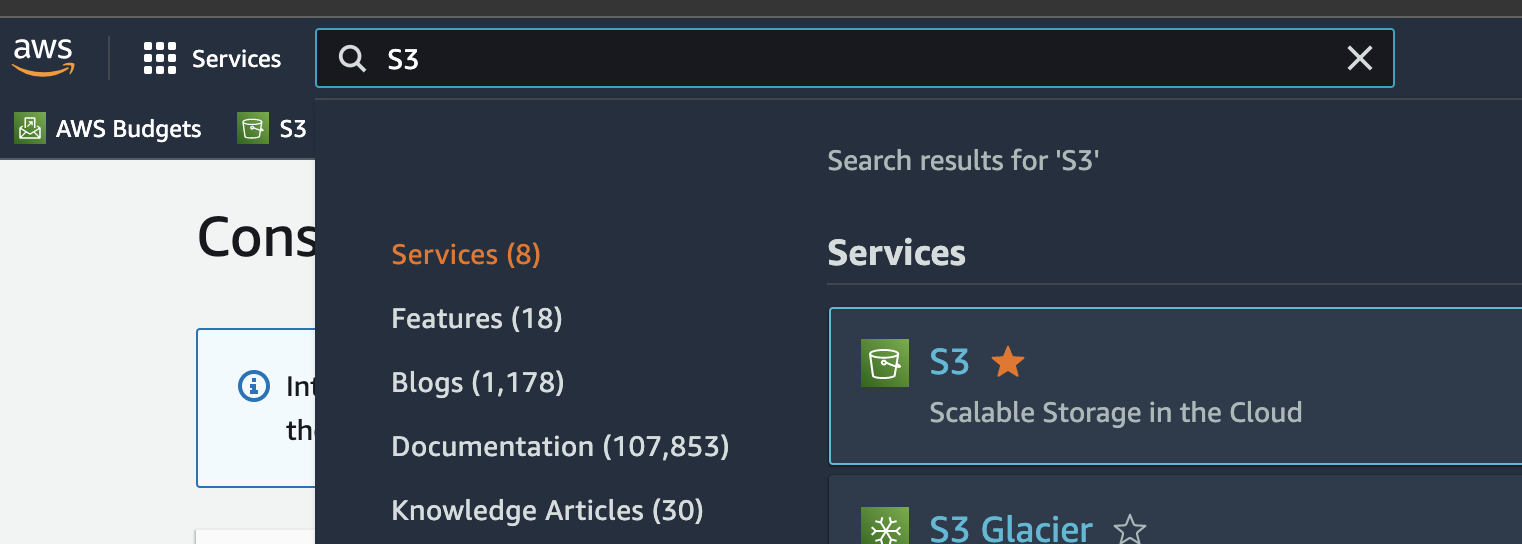 aws
Services
S3
AWS Budgets
S3
Search results for 'S3'
Services (8)
Features (18)
Blogs (1,178)
Documentation (107,853)
Knowledge Articles (30)
Services
S3
Scalable Storage in the Cloud
S3 Glacier